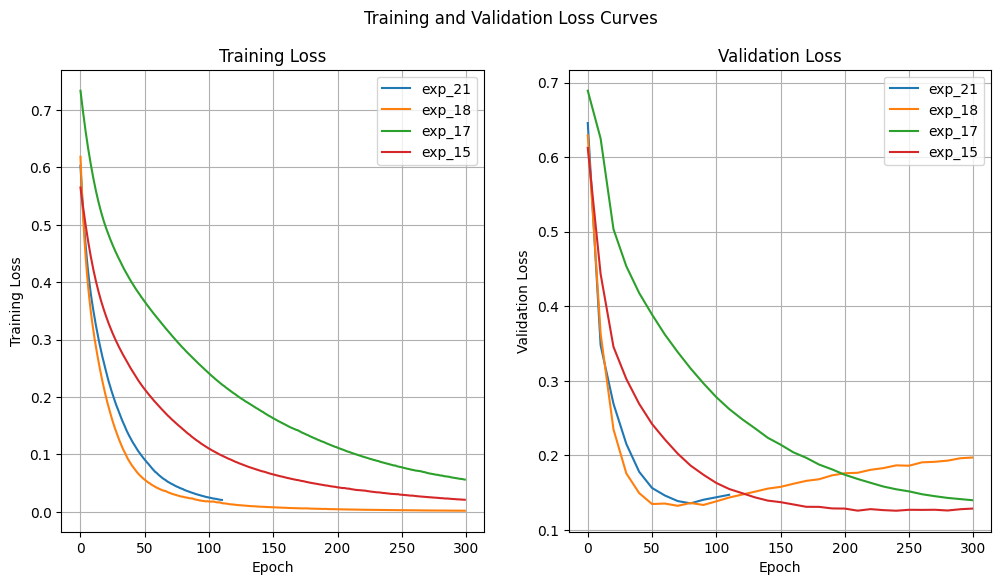 Training and Validation Loss Curves
Training Loss
Training Loss
0.7
0.6
0.5
0.4
0.3
0.2
0.1
0.0
exp_21
exp_18
exp_17
exp_15
0
50
100
150
200
250
300
Epoch
Validation Loss
Validation Loss
0.7
0.6
0.5
0.4
0.3
0.2
0.1
exp_21
exp_18
exp_17
exp_15
0
50
100
150
200
250
300
Epoch